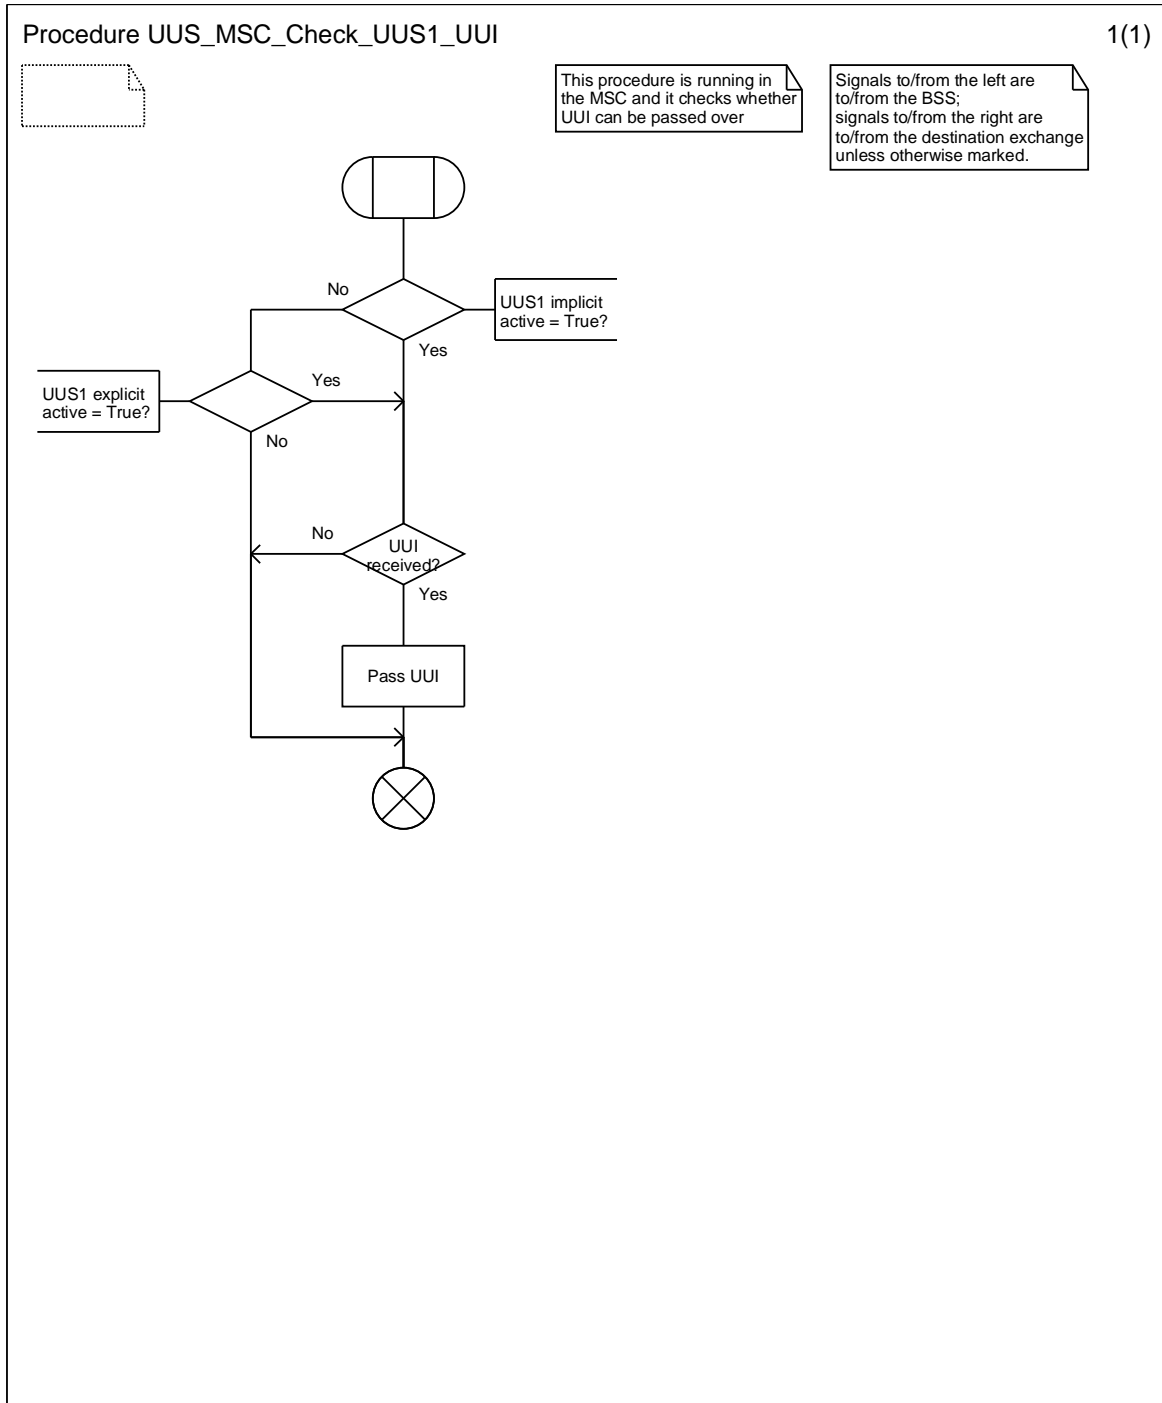 Procedure UUS_MSC_Check_UUS1_UUI
1(1)
This procedure is running in
the MSC and it checks whether
UUI can be passed over
Signals to/from the left are
to/from the BSS;
signals to/from the right are
to/from the destination exchange
unless otherwise marked.
No
UUS1 implicit
active = True?
Yes
UUS1 explicit
active = True?
Yes
No
No
UUI
received?
Yes
Pass UUI